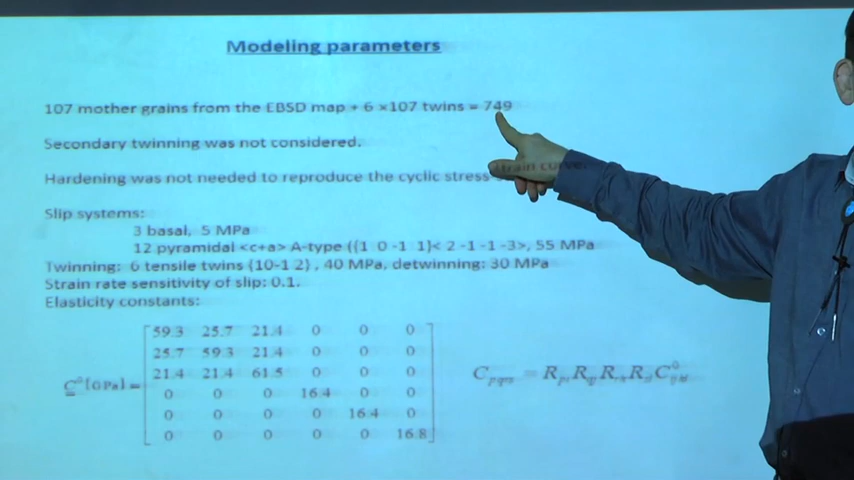 Modeling parameters
107 mother grains from the EBSD map + 6 ×107 twins = 749
Secondary twinning was not considered.
Hardening was not needed to reproduce the cyclic stress strain curve
Slip systems:
3 basal, 5 MPa
12 pyramidal <c+a> A-type ({1 0 -1 1}< 2 -1 -1 -3>, 55 MPa
Twinning: 6 tensile twins {10-1 2} , 40 MPa, detwinning: 30 MPa
Strain rate sensitivity of slip: 0.1.
Elasticity constants:
59.3 25.7 21.4 0 0 0
25.7 59.3 21.4 0 0 0
21.4 21.4 61.5 0 0 0
C⁰[GPa]= 0 0 0 16.4 0 0
0 0 0 0 16.4 0
0 0 0 0 0 16.8